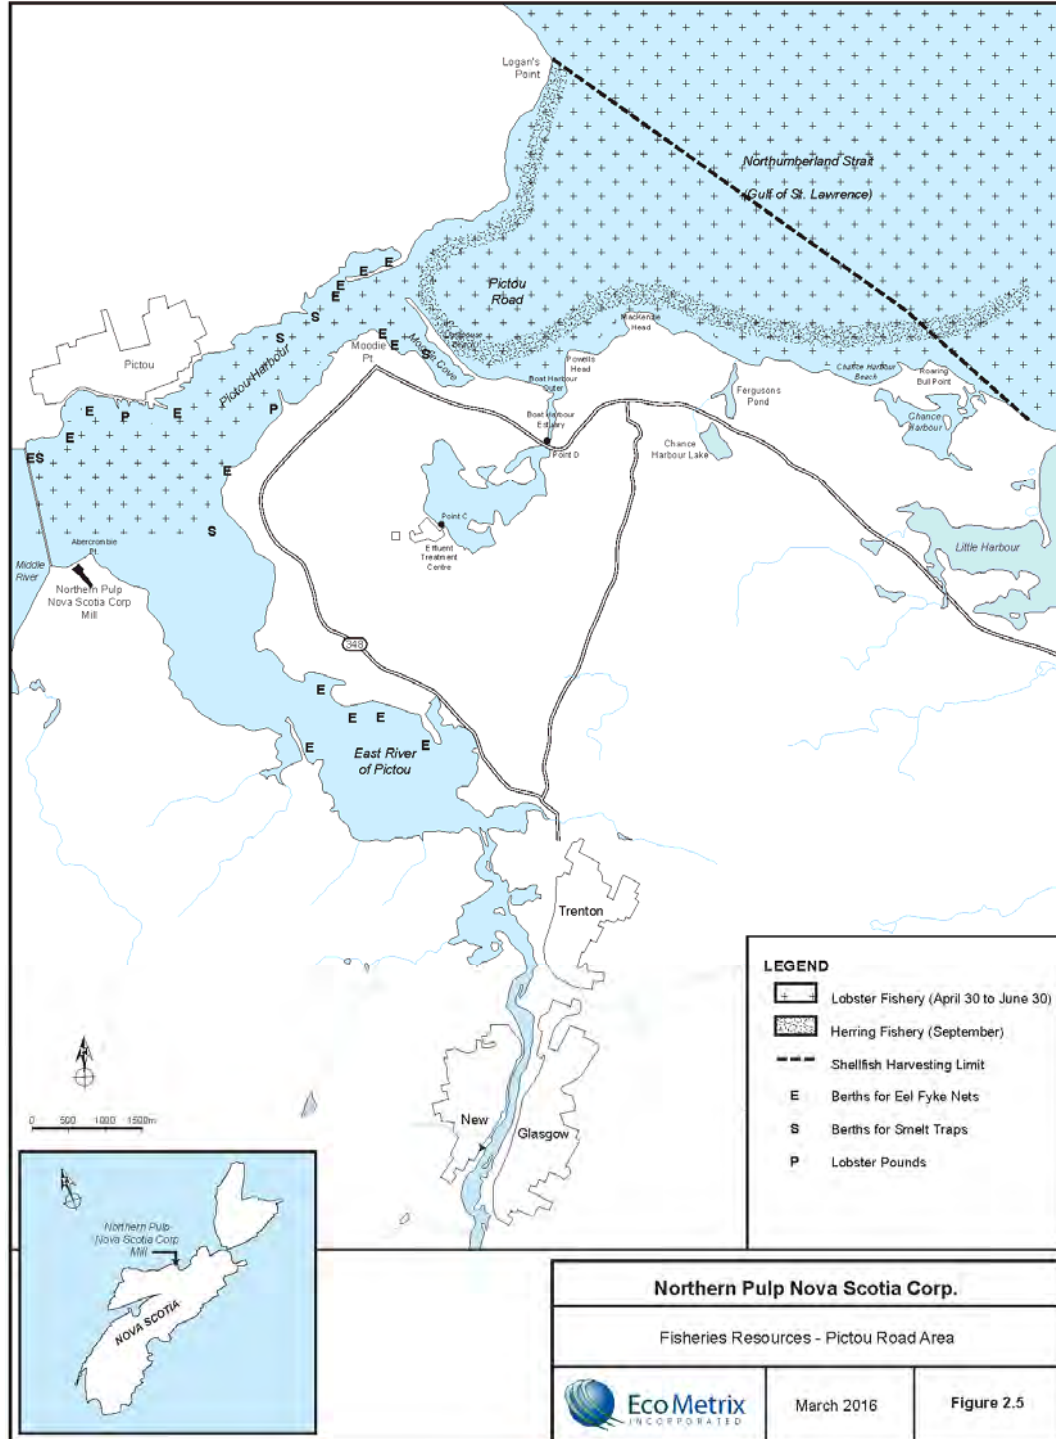 Logan's
Point
Northumberland Strait
(Gulf of St. Lawrence)
Pictou
Road
E
E
E
E
S
S
MacKenzie
Head
Pictou
Pictou Harbour
Moodie
Pt
E
E
S
Moodie Cove
Powells
Head
Boat Harbour
Outer
Chance Harbour
Beach
Roaring
Bull Point
Fergusons
Pond
Chance
Harbour
Boat Harbour
Estuary
Point D
Chance
Harbour Lake
E
P
E
P
E
ES
E
S
Point C
Effluent
Treatment
Centre
Little Harbour
Abercrombie
Pt.
Middle
River
Northern Pulp
Nova Scotia Corp
Mill
348
E
E
E
E
E
East River
of Pictou
Trenton
New
Glasgow
N
0 500 1000 1500m
LEGEND
Lobster Fishery (April 30 to June 30)
Herring Fishery (September)
Shellfish Harvesting Limit
E Berths for Eel Fyke Nets
S Berths for Smelt Traps
P Lobster Pounds
N
Northern Pulp
Nova Scotia Corp
Mill
NOVA SCOTIA
Northern Pulp Nova Scotia Corp.
Fisheries Resources - Pictou Road Area
EcoMetrix
INCORPORATED
March 2016
Figure 2.5